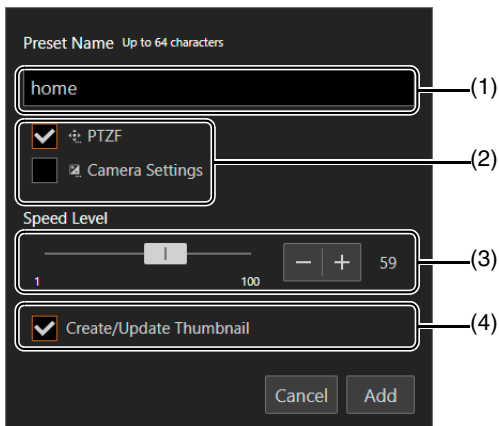 Preset Name Up to 64 characters
home
(1)
PTZF
(2)
Camera Settings
Speed Level
59
(3)
1 100
Create/Update Thumbnail
(4)
Cancel Add